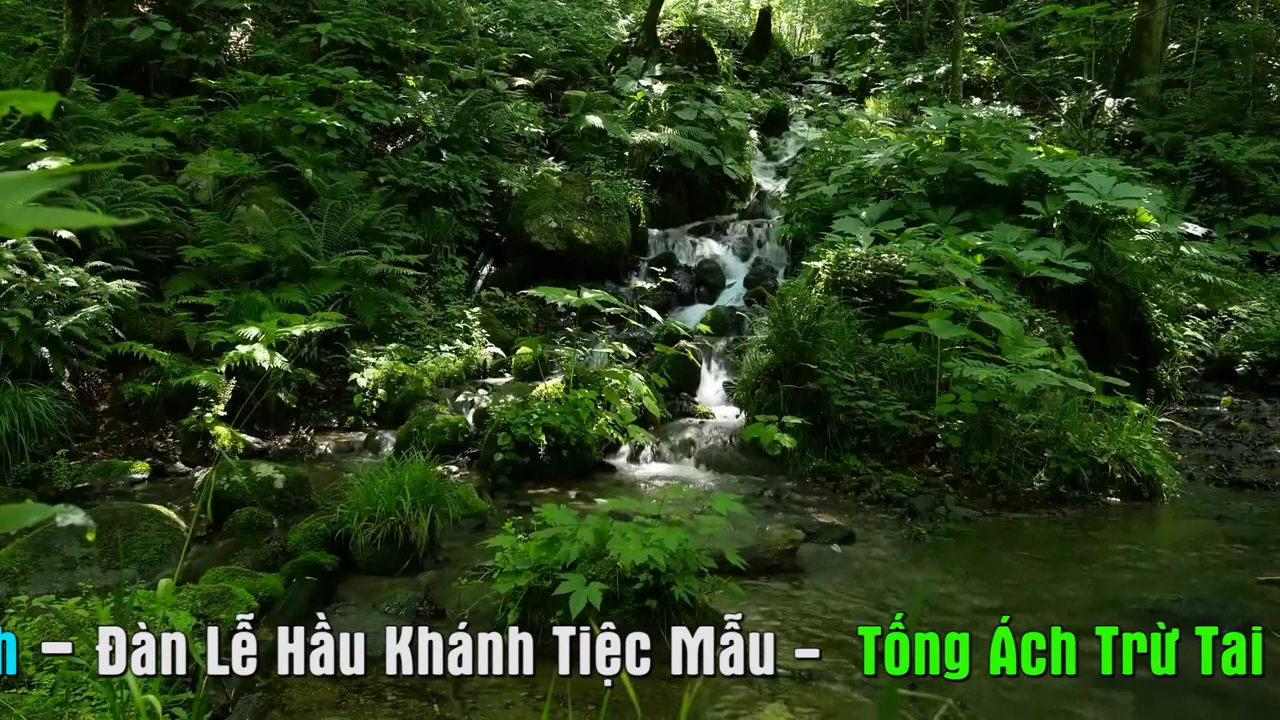 h – Đàn Lễ Hầu Khánh Tiệc Mẫu – Tống Ách Trừ Tai